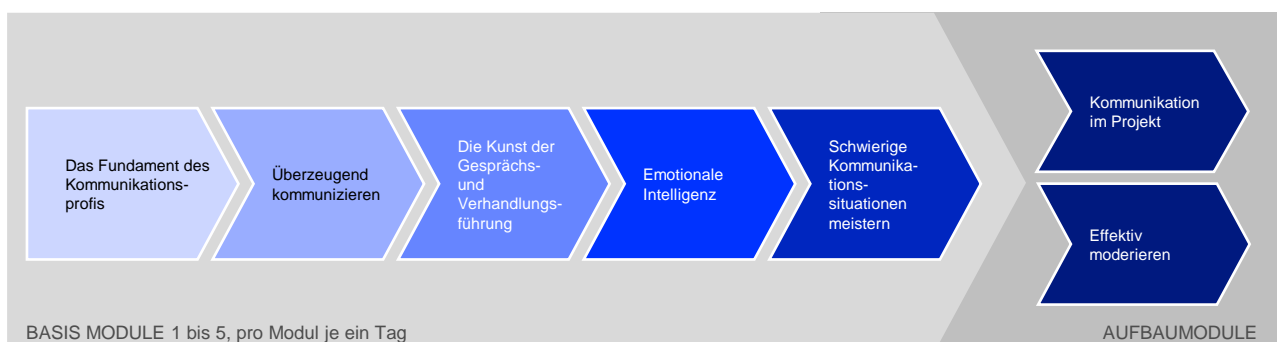 Das Fundament des
Kommunikations-
profis
Überzeugend
kommunizieren
Die Kunst der
Gesprächs-
und
Verhandlungs-
führung
Emotionale
Intelligenz
Schwierige
Kommunika-
tions-
situationen
meistern
Kommunikation
im Projekt
Effektiv
moderieren
BASIS MODULE 1 bis 5, pro Modul je ein Tag
AUFBAUMODULE